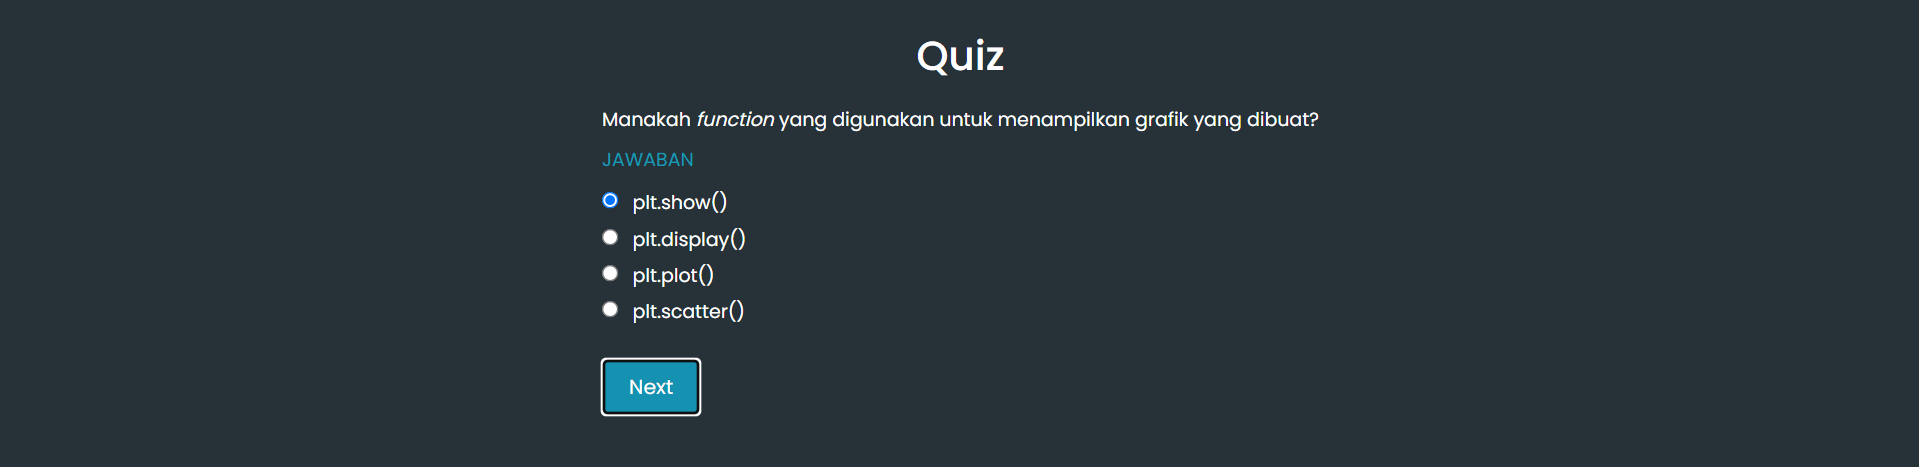 Quiz
Manakah function yang digunakan untuk menampilkan grafik yang dibuat?
JAWABAN
plt.show()
plt.display()
plt.plot()
plt.scatter()
Next